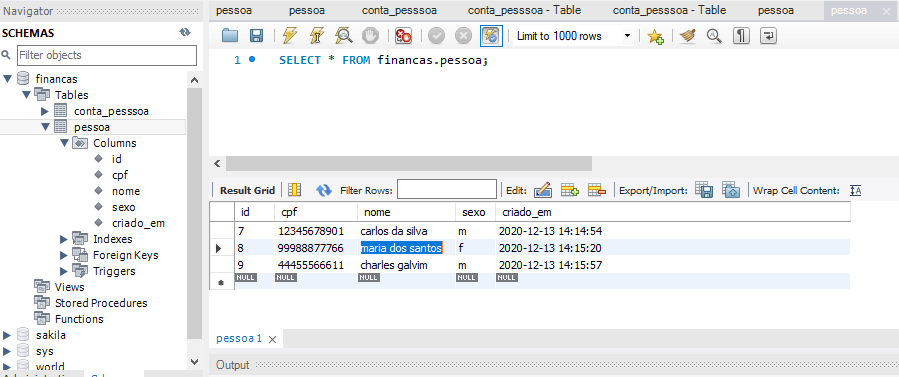 Navigator
pessoa pessoa conta_pesssoa conta_pesssoa - Table conta_pesssoa - Table pessoa pessoa
SCHEMAS
Filter objects
Limit to 1000 rows
1 SELECT * FROM financas.pessoa;
financas
Tables
conta_pesssoa
pessoa
Columns
id
cpf
nome
sexo
criado_em
Indexes
Foreign Keys
Triggers
Views
Stored Procedures
Functions
sakila
sys
world
Result Grid Filter Rows: Edit: Export/Import: Wrap Cell Content:
id cpf nome sexo criado_em
7 12345678901 carlos da silva m 2020-12-13 14:14:54
8 99988877766 maria dos santos f 2020-12-13 14:15:20
9 44455566611 charles galvim m 2020-12-13 14:15:57
NULL NULL NULL NULL NULL
pessoa 1
Output